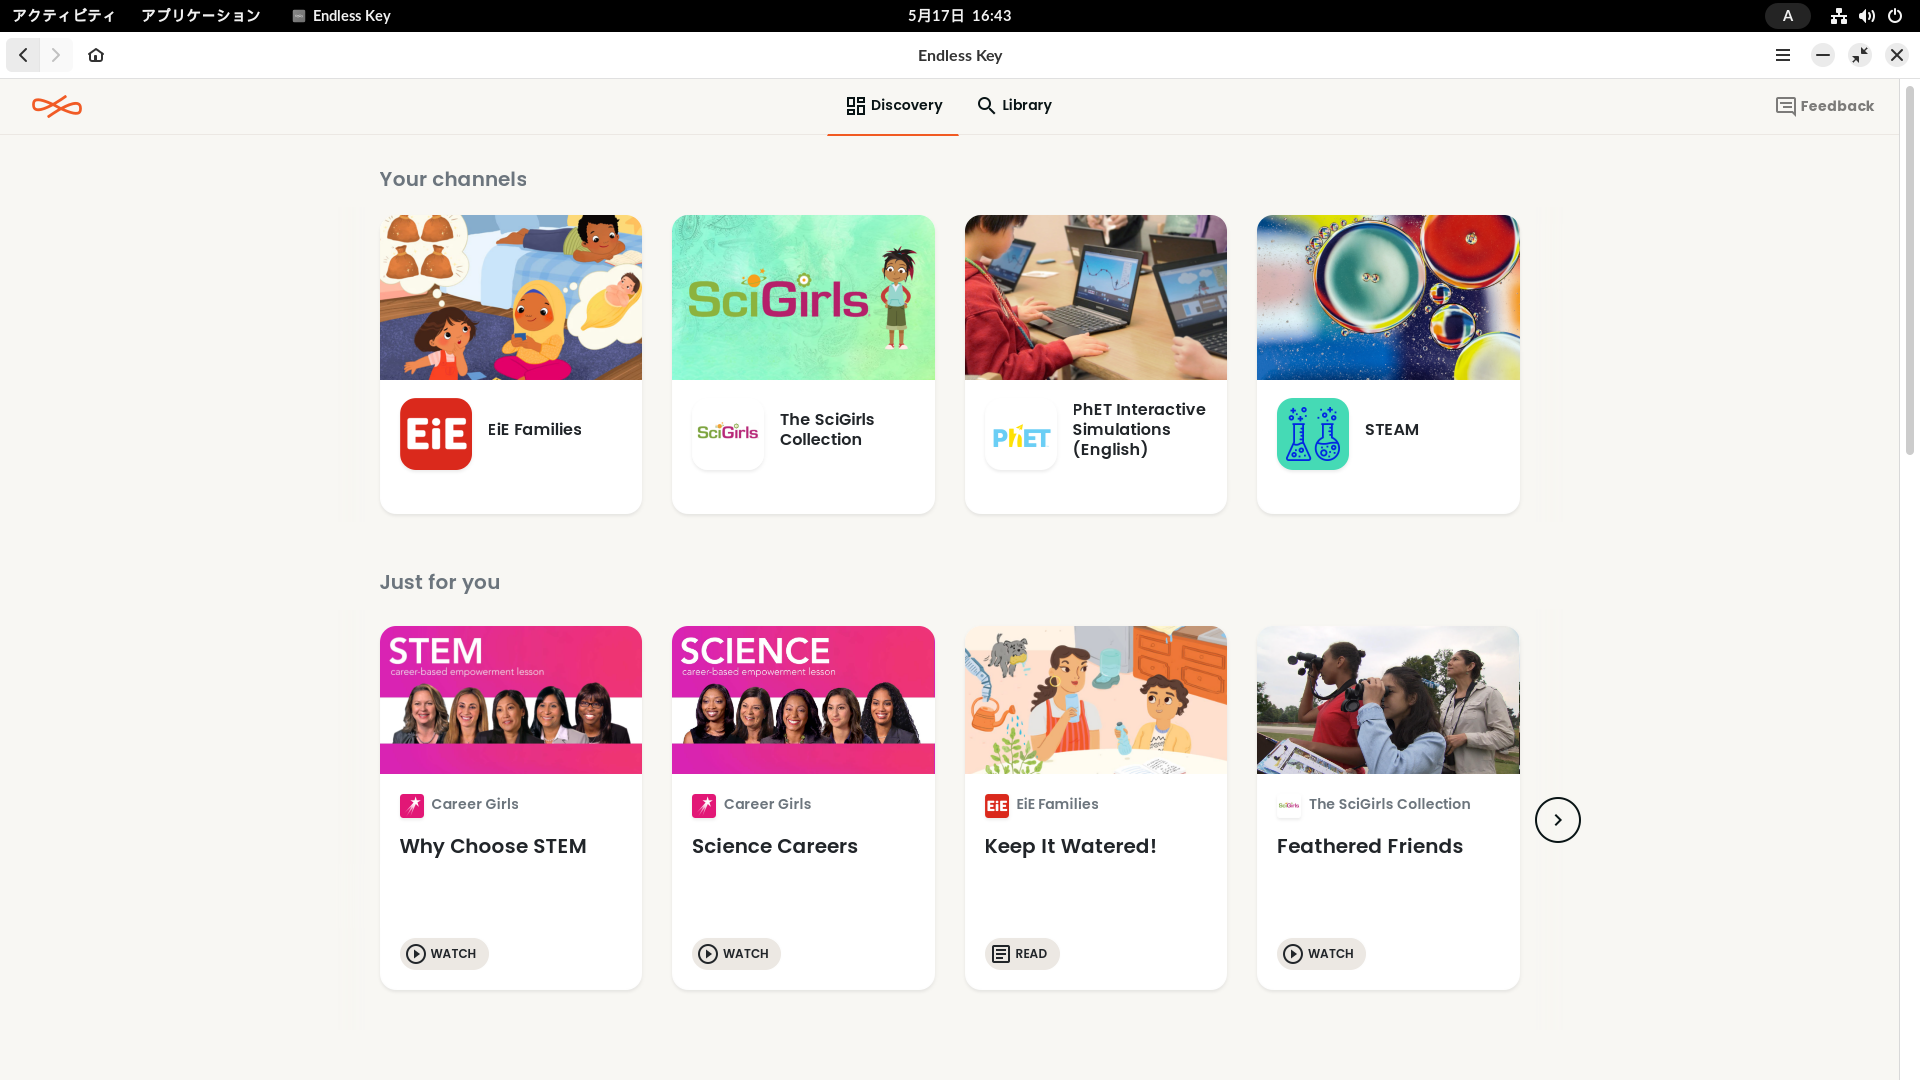 アクティビティ アプリケーション Endless Key 5月17日 16:43 A
Endless Key
Discovery Library Feedback
Your channels
SciGirls
EiE
EiE Families
SciGirls
The SciGirls
Collection
PhET
PhET Interactive
Simulations
(English)
STEAM
Just for you
STEM
career-based empowerment lesson
SCIENCE
career-based empowerment lesson
Career Girls
Why Choose STEM
WATCH
Career Girls
Science Careers
WATCH
EiE
EiE Families
Keep It Watered!
READ
SciGirls
The SciGirls Collection
Feathered Friends
WATCH